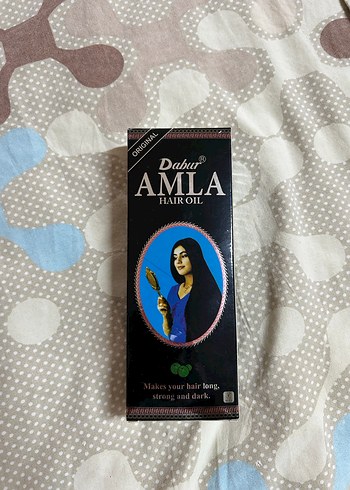 ORIGINAL
Dabur®
AMLA
HAIR OIL
Makes your hair long,
strong and dark.